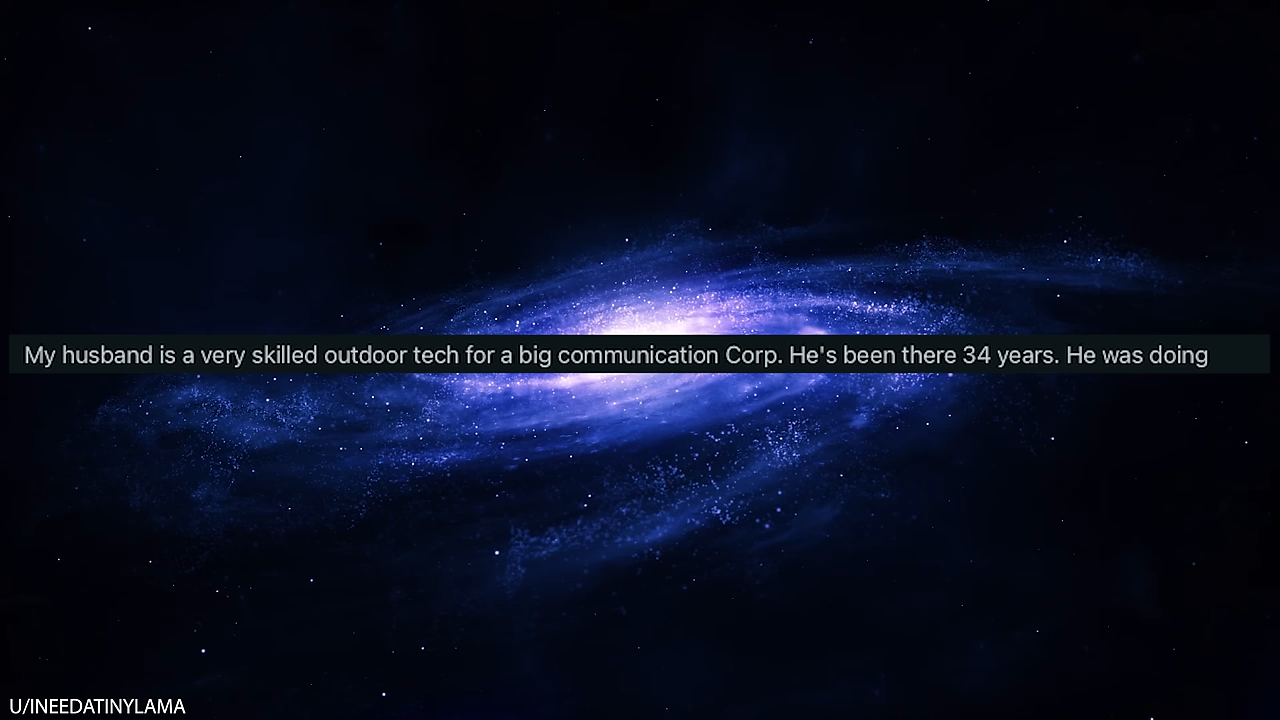 My husband is a very skilled outdoor tech for a big communication Corp. He's been there 34 years. He was doing
U/INEEDATINYLAMA